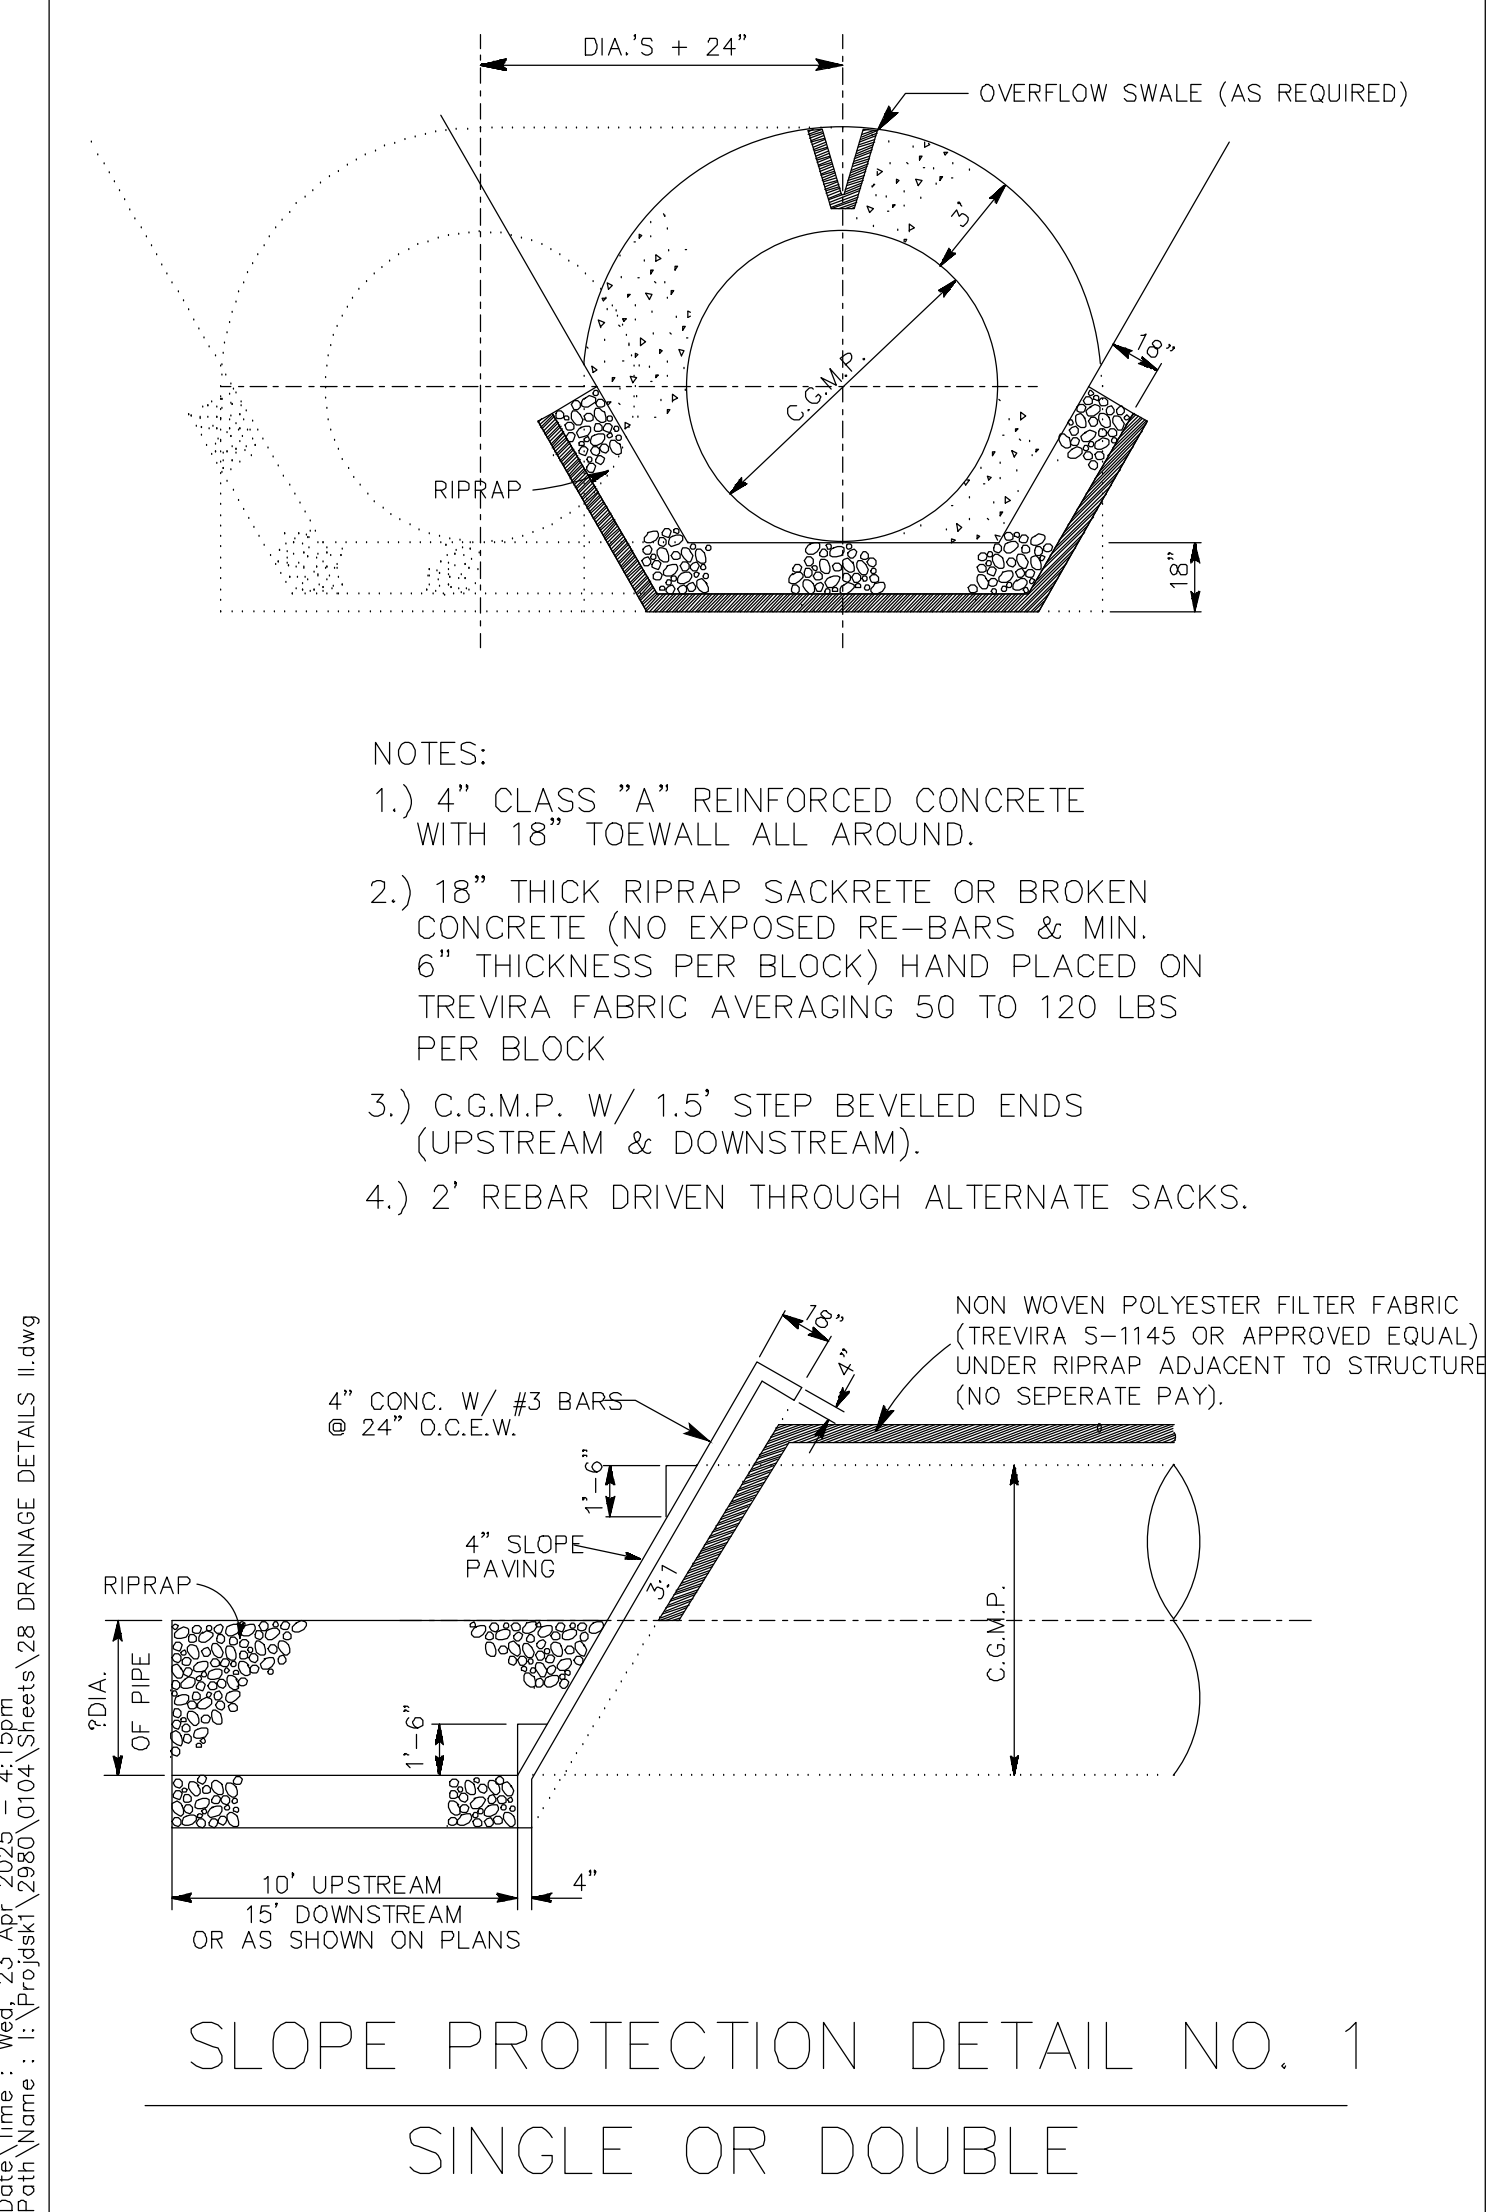 DIA.'S + 24"
OVERFLOW SWALE (AS REQUIRED)
3'
18"
C.G.M.P.
RIPRAP
18"
NOTES:
1.) 4" CLASS "A" REINFORCED CONCRETE
WITH 18" TOEWALL ALL AROUND.
2.) 18" THICK RIPRAP SACKRETE OR BROKEN
CONCRETE (NO EXPOSED RE-BARS & MIN.
6" THICKNESS PER BLOCK) HAND PLACED ON
TREVIRA FABRIC AVERAGING 50 TO 120 LBS
PER BLOCK
3.) C.G.M.P. W/ 1.5' STEP BEVELED ENDS
(UPSTREAM & DOWNSTREAM).
4.) 2' REBAR DRIVEN THROUGH ALTERNATE SACKS.
NON WOVEN POLYESTER FILTER FABRIC
(TREVIRA S-1145 OR APPROVED EQUAL)
UNDER RIPRAP ADJACENT TO STRUCTURE
(NO SEPERATE PAY).
18"
4"
4" CONC. W/ #3 BARS
@ 24" O.C.E.W.
1'-6"
4" SLOPE
PAVING
3:1
RIPRAP
C.G.M.P.
?DIA.
OF PIPE
1'-6"
10' UPSTREAM
4"
15' DOWNSTREAM
OR AS SHOWN ON PLANS
SLOPE PROTECTION DETAIL NO. 1
SINGLE OR DOUBLE
Date\Time : Wed, 23 Apr 2025 - 4:15pm
Path\Name : I:\Projdsk1\2980\0104\Sheets\28 DRAINAGE DETAILS II.dwg